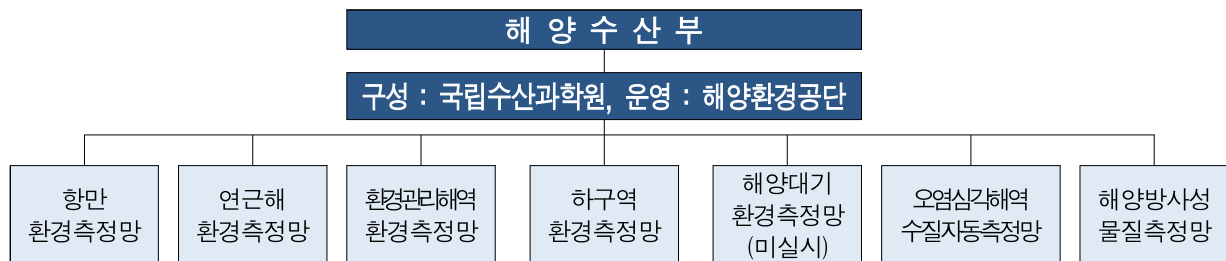 해 양 수 산 부
구성 : 국립수산과학원, 운영 : 해양환경공단
항만
환경측정망
연근해
환경측정망
환경관리해역
환경측정망
하구역
환경측정망
해양대기
환경측정망
(미실시)
오염심각해역
수질자동측정망
해양방사성
물질측정망